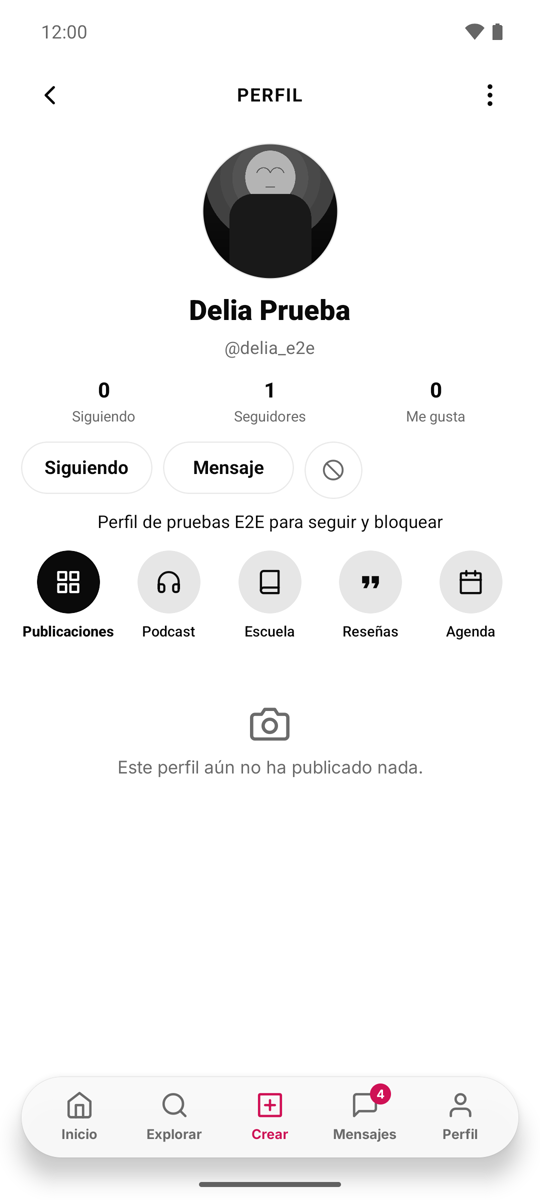 12:00
PERFIL
Delia Prueba
@delia_e2e
0 1 0
Siguiendo Seguidores Me gusta
Siguiendo Mensaje
Perfil de pruebas E2E para seguir y bloquear
Publicaciones Podcast Escuela Reseñas Agenda
Este perfil aún no ha publicado nada.
4
Inicio Explorar Crear Mensajes Perfil